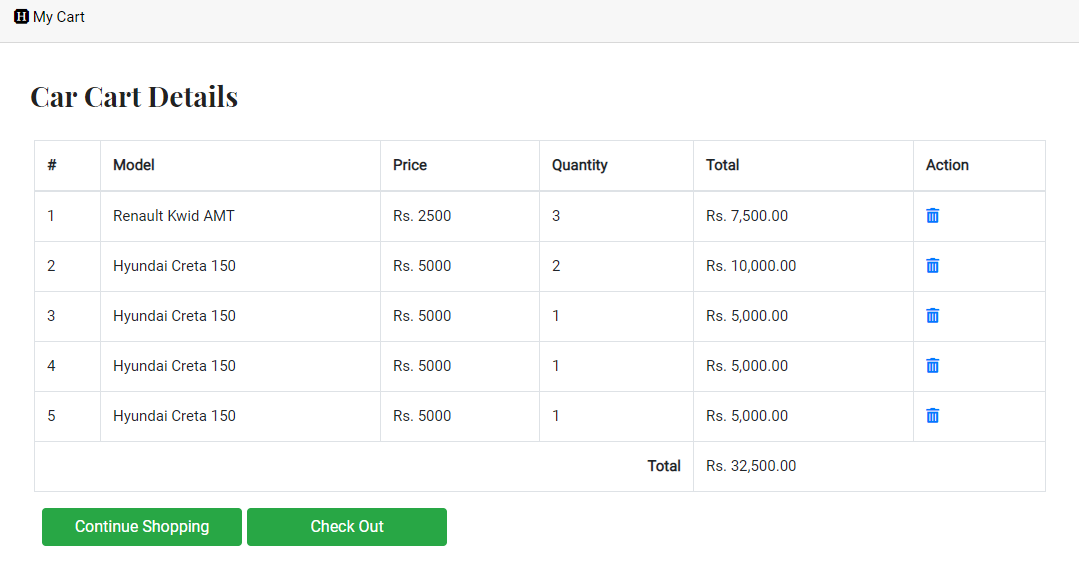 H My Cart
Car Cart Details
# Model Price Quantity Total Action
1 Renault Kwid AMT Rs. 2500 3 Rs. 7,500.00
2 Hyundai Creta 150 Rs. 5000 2 Rs. 10,000.00
3 Hyundai Creta 150 Rs. 5000 1 Rs. 5,000.00
4 Hyundai Creta 150 Rs. 5000 1 Rs. 5,000.00
5 Hyundai Creta 150 Rs. 5000 1 Rs. 5,000.00
Total Rs. 32,500.00
Continue Shopping Check Out